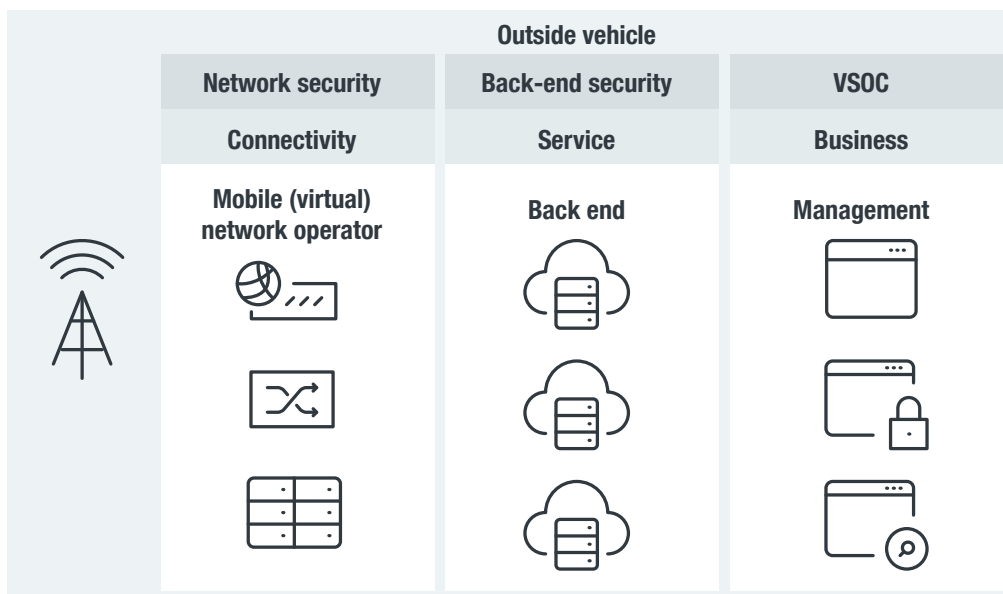 Outside vehicle
Network security
Back-end security
VSOC
Connectivity
Service
Business
Mobile (virtual)
network operator
Back end
Management